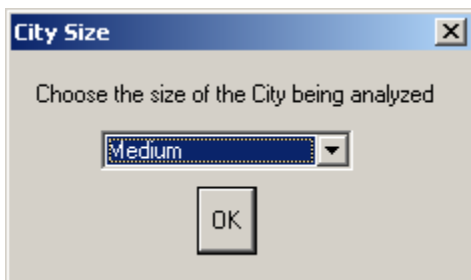 City Size
Choose the size of the City being analyzed
Medium
OK